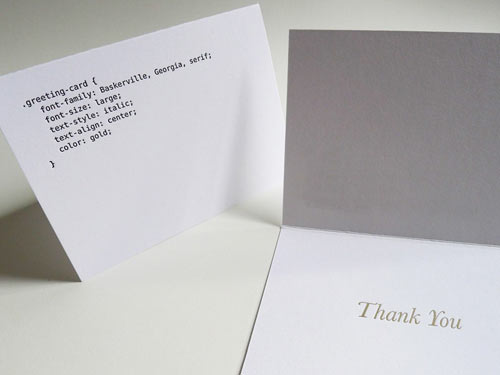 .greeting-card {
font-family: Baskerville, Georgia, serif;
font-size: large;
text-style: italic;
text-align: center;
color: gold;
}
Thank You